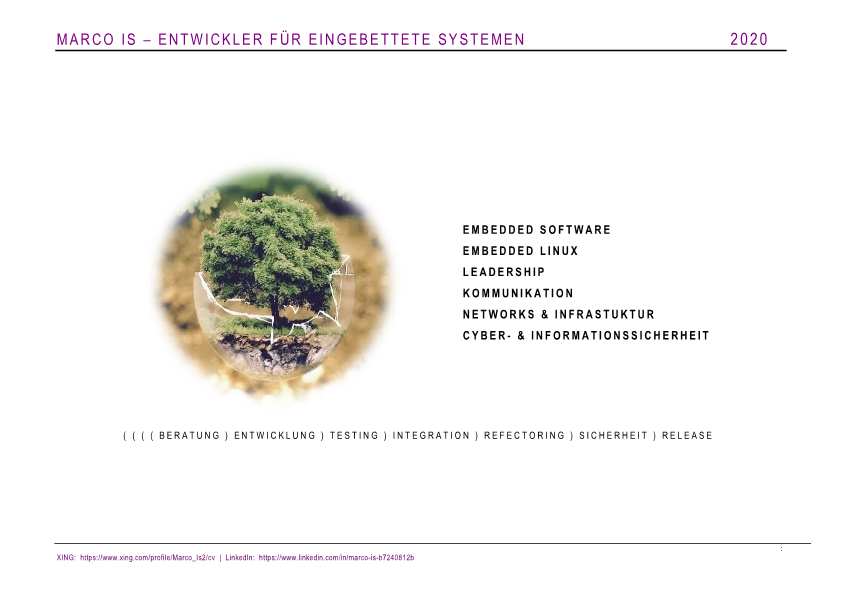 MARCO IS – ENTWICKLER FÜR EINGEBETTETE SYSTEMEN 2020
EMBEDDED SOFTWARE
EMBEDDED LINUX
LEADERSHIP
KOMMUNIKATION
NETWORKS & INFRASTUKTUR
CYBER- & INFORMATIONSSICHERHEIT
( ( ( ( BERATUNG ) ENTWICKLUNG ) TESTING ) INTEGRATION ) REFECTORING ) SICHERHEIT ) RELEASE
XING: https://www.xing.com/profile/Marco_Is2/cv | LinkedIn: https://www.linkedin.com/in/marco-is-b7240812b